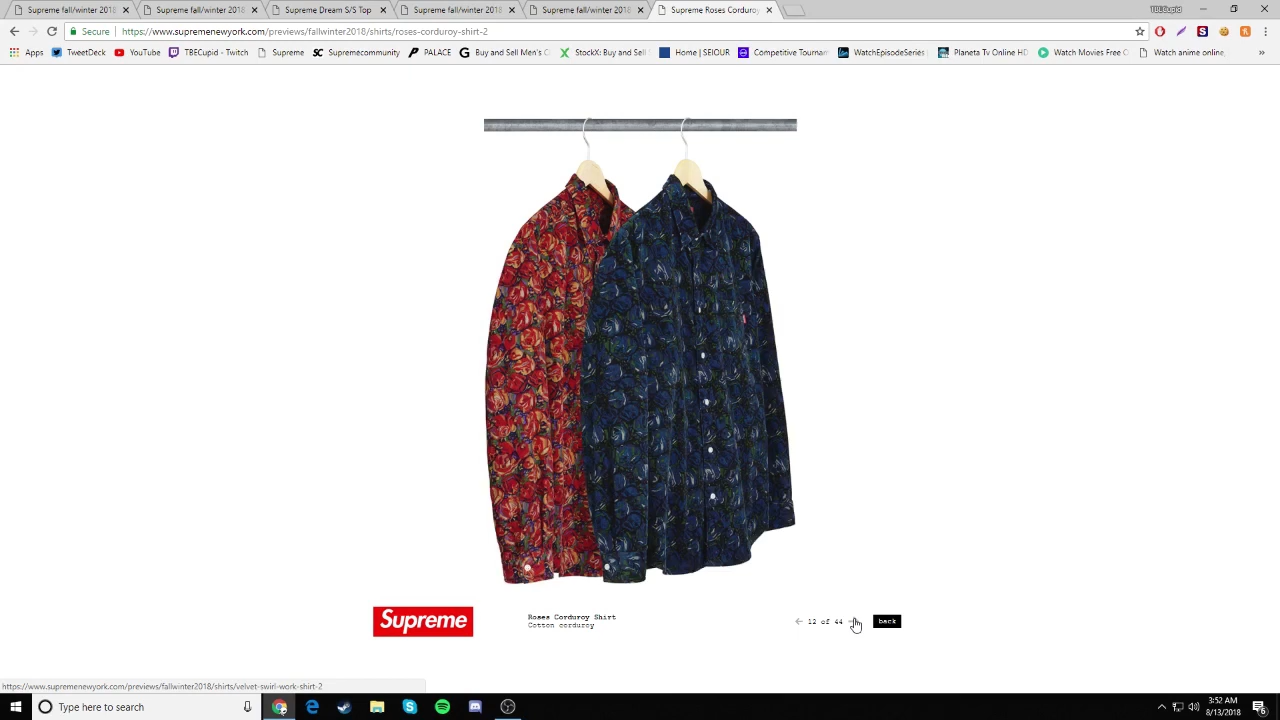 Supreme fall/winter 2018
Supreme fall/winter 2018
Supreme Dream S/S Top
Supreme fall/winter 2018
Supreme fall/winter 2018
Supreme Roses Corduroy
Secure
https://www.supremenewyork.com/previews/fallwinter2018/shirts/roses-corduroy-shirt-2
Apps
TweetDeck
YouTube
TBECupid - Twitch
Supreme
Supremecommunity
PALACE
Buy and Sell Men's C
StockX: Buy and Sell
Home | SEIOUR
Competitive Tournam
WatchEpisodeSeries
Planeta Tv Online HD
Watch Movies Free O
Watch anime online,
Supreme
Roses Corduroy Shirt
Cotton corduroy
12 of 44
back
https://www.supremenewyork.com/previews/fallwinter2018/shirts/velvet-swirl-work-shirt-2
Type here to search
3:52 AM
8/13/2018